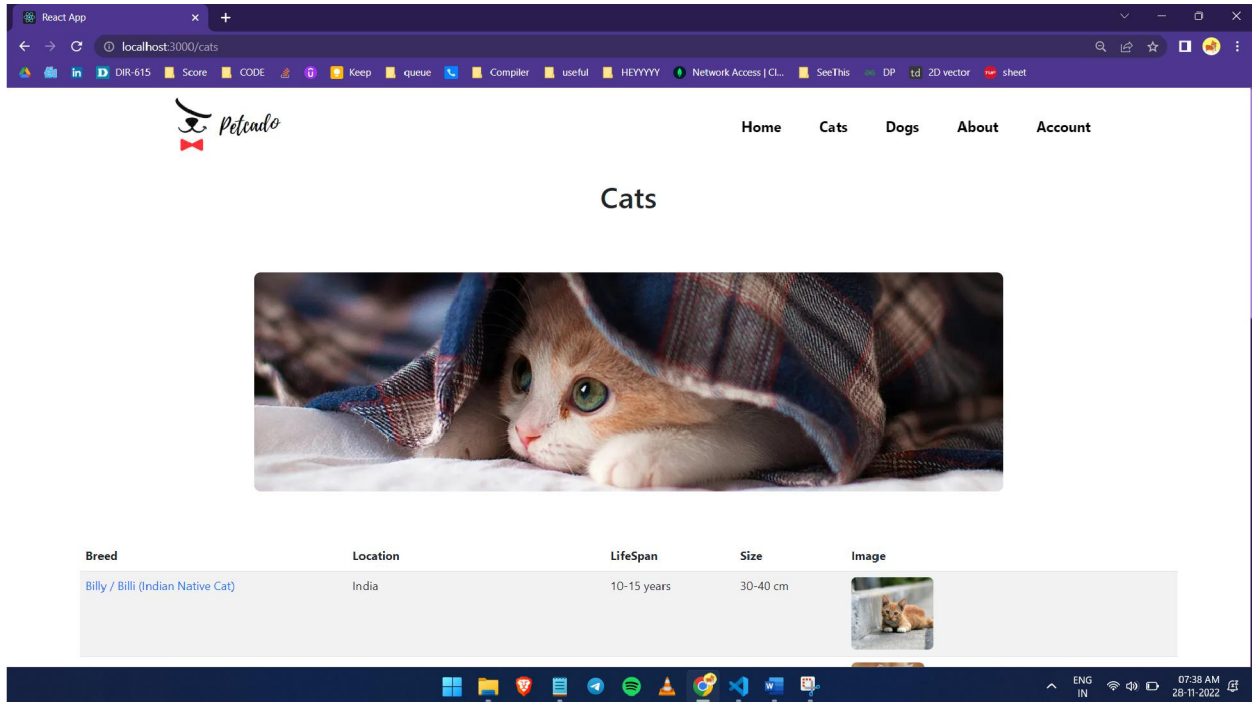 React App
localhost:3000/cats
DIR-615 Score CODE Keep queue Compiler useful HEYYYYY Network Access | Cl... SeeThis DP td 2D vector TUF sheet
Petcado
Home Cats Dogs About Account
Cats
Breed Location LifeSpan Size Image
Billy / Billi (Indian Native Cat) India 10-15 years 30-40 cm
ENG 07:38 AM
IN 28-11-2022